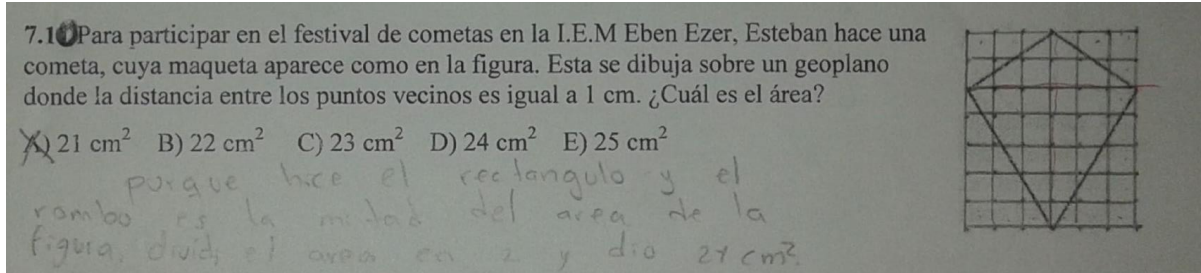 7.10 Para participar en el festival de cometas en la I.E.M Eben Ezer, Esteban hace una
cometa, cuya maqueta aparece como en la figura. Esta se dibuja sobre un geoplano
donde la distancia entre los puntos vecinos es igual a 1 cm. ¿Cuál es el área?
A) 21 cm² B) 22 cm² C) 23 cm² D) 24 cm² E) 25 cm²
porque hice el rectangulo y el
rombo es la mitad del area de la
figura, dividi el area en 2 y dio 21 cm².